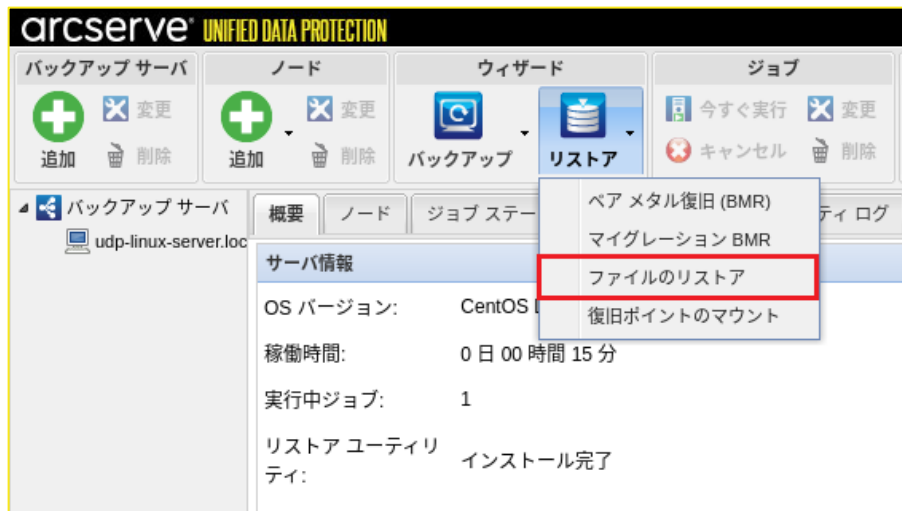 arcserve® UNIFIED DATA PROTECTION
バックアップ サーバ
ノード
ウィザード
ジョブ
追加
変更
削除
追加
変更
削除
バックアップ
リストア
今すぐ実行
変更
キャンセル
削除
ベア メタル復旧 (BMR)
マイグレーション BMR
ファイルのリストア
復旧ポイントのマウント
バックアップ サーバ
udp-linux-server.loc
概要
ノード
ジョブ ステー
ティ ログ
サーバ情報
OS バージョン: CentOS
稼働時間: 0 日 00 時間 15 分
実行中ジョブ: 1
リストア ユーティリ
ティ: インストール完了